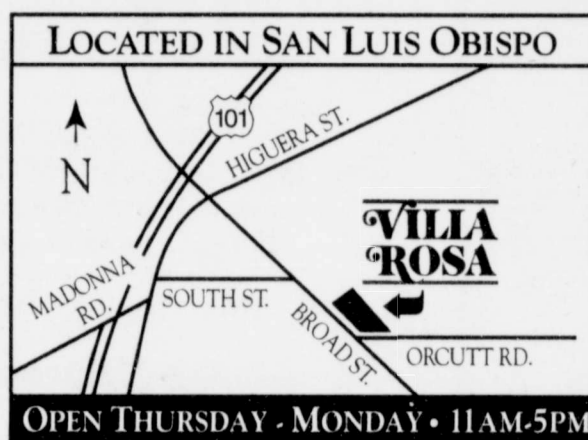 LOCATED IN SAN LUIS OBISPO
101
HIGUERA ST.
N
VILLA
ROSA
MADONNA
RD.
SOUTH ST.
BROAD ST.
ORCUTT RD.
OPEN THURSDAY - MONDAY • 11AM-5PM